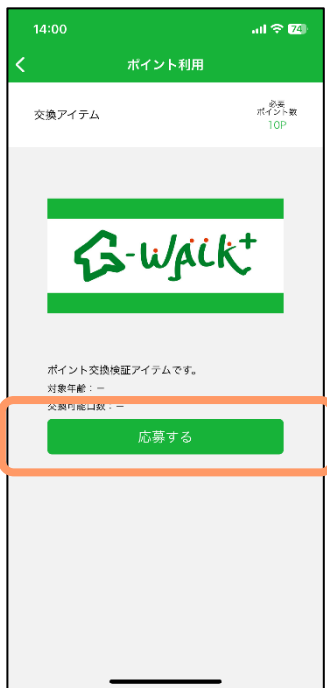 14:00
74
ポイント利用
交換アイテム
必要
ポイント数
10P
G-WALK+
ポイント交換検証アイテムです。
対象年齢：－
交換可能口数：－
応募する